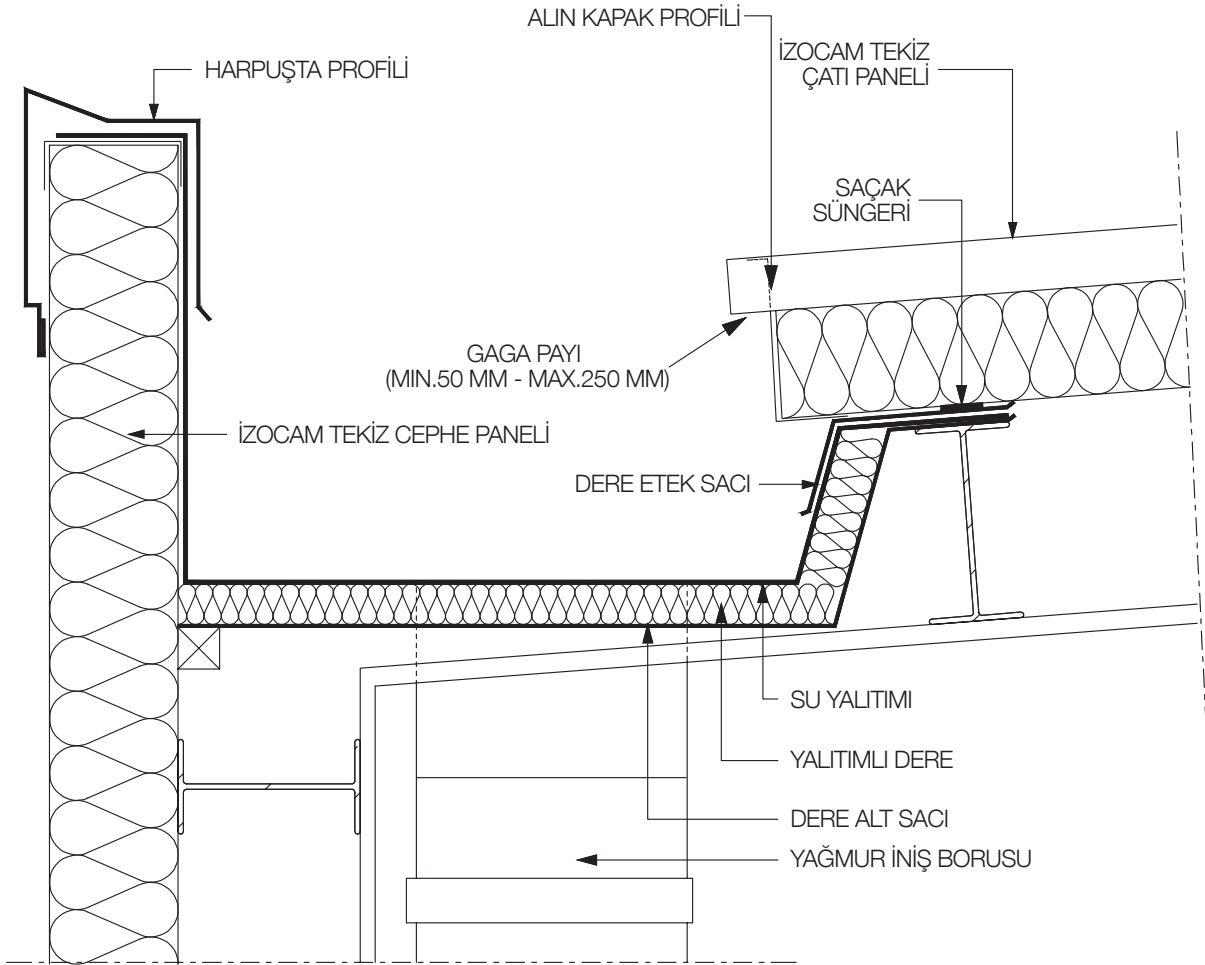 ALIN KAPAK PROFİLİ
HARPUŞTA PROFİLİ
İZOCAM TEKİZ
ÇATI PANELİ
SAÇAK
SÜNGERİ
GAGA PAYI
(MIN.50 MM - MAX.250 MM)
İZOCAM TEKİZ CEPHE PANELİ
DERE ETEK SACI
SU YALITIMI
YALITIMLI DERE
DERE ALT SACI
YAĞMUR İNİŞ BORUSU